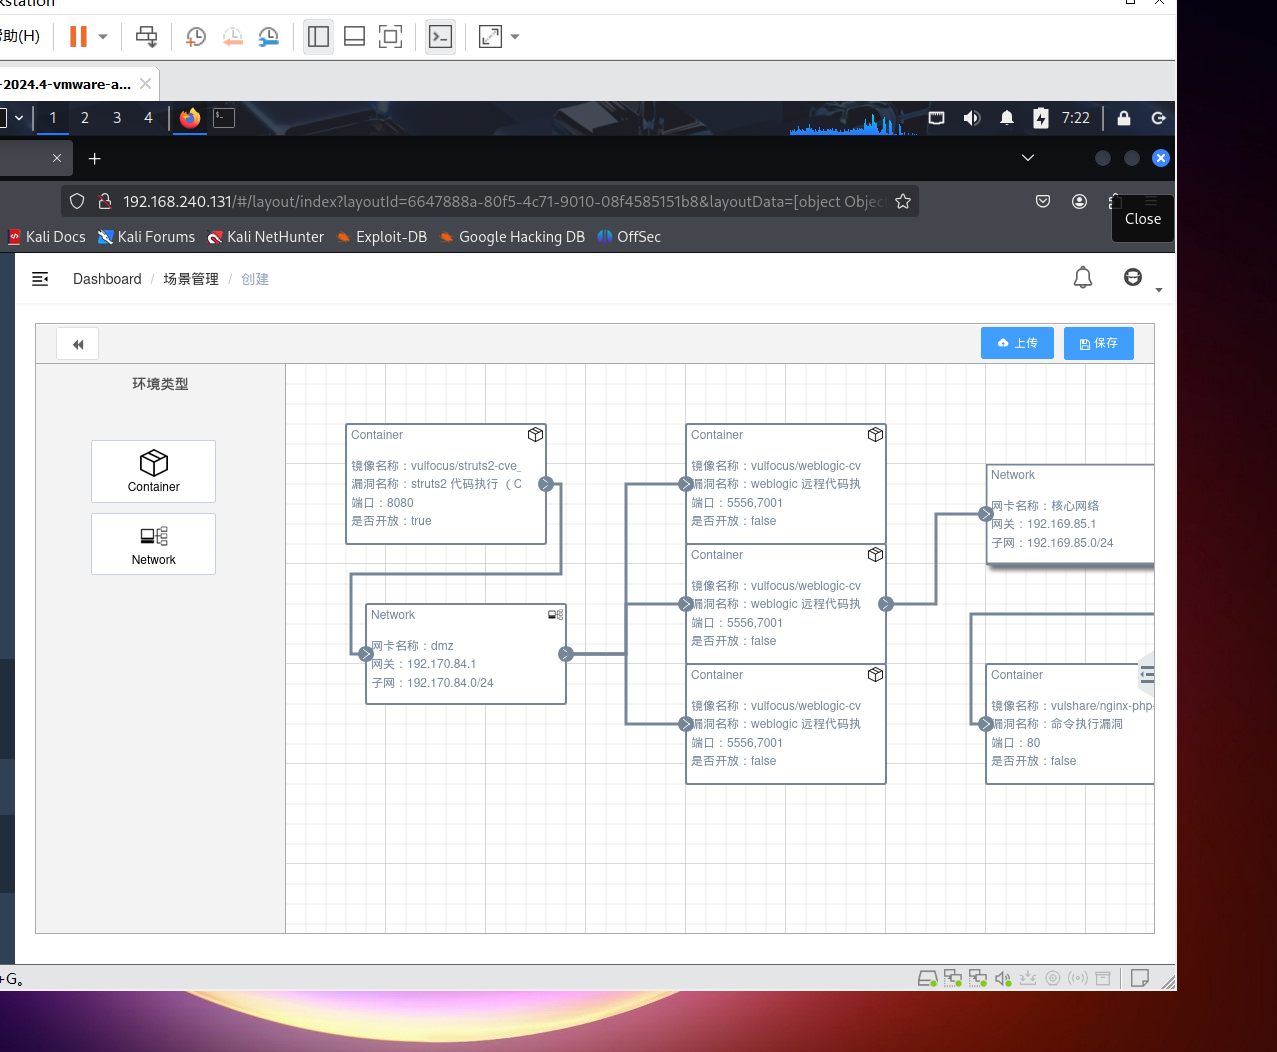 kstation
帮助(H)
-2024.4-vmware-a...
1 2 3 4 7:22
192.168.240.131/#/layout/index?layoutId=6647888a-80f5-4c71-9010-08f4585151b8&layoutData=[object Objec
Close
Kali Docs Kali Forums Kali NetHunter Exploit-DB Google Hacking DB OffSec
Dashboard / 场景管理 / 创建
上传 保存
环境类型
Container
Network
Container
镜像名称：vulfocus/struts2-cve_
漏洞名称：struts2 代码执行 （C
端口：8080
是否开放：true
Network
网卡名称：dmz
网关：192.170.84.1
子网：192.170.84.0/24
Container
镜像名称：vulfocus/weblogic-cv
漏洞名称：weblogic 远程代码执
端口：5556,7001
是否开放：false
Container
镜像名称：vulfocus/weblogic-cv
漏洞名称：weblogic 远程代码执
端口：5556,7001
是否开放：false
Container
镜像名称：vulfocus/weblogic-cv
漏洞名称：weblogic 远程代码执
端口：5556,7001
是否开放：false
Network
网卡名称：核心网络
网关：192.169.85.1
子网：192.169.85.0/24
Container
镜像名称：vulshare/nginx-php-
漏洞名称：命令执行漏洞
端口：80
是否开放：false
+G。